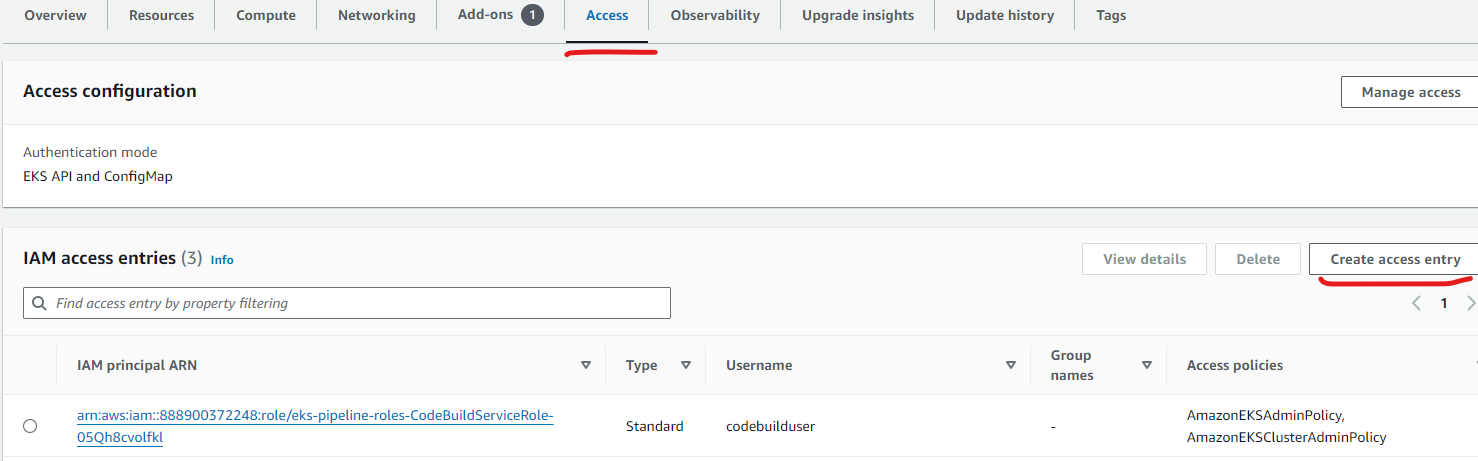 Overview Resources Compute Networking Add-ons 1 Access Observability Upgrade insights Update history Tags
Access configuration
Manage access
Authentication mode
EKS API and ConfigMap
IAM access entries (3) Info
View details Delete Create access entry
Find access entry by property filtering
1
IAM principal ARN Type Username Group names Access policies
arn:aws:iam::888900372248:role/eks-pipeline-roles-CodeBuildServiceRole-
05Qh8cvolfkl
Standard codebuilduser -
AmazonEKSAdminPolicy,
AmazonEKSClusterAdminPolicy